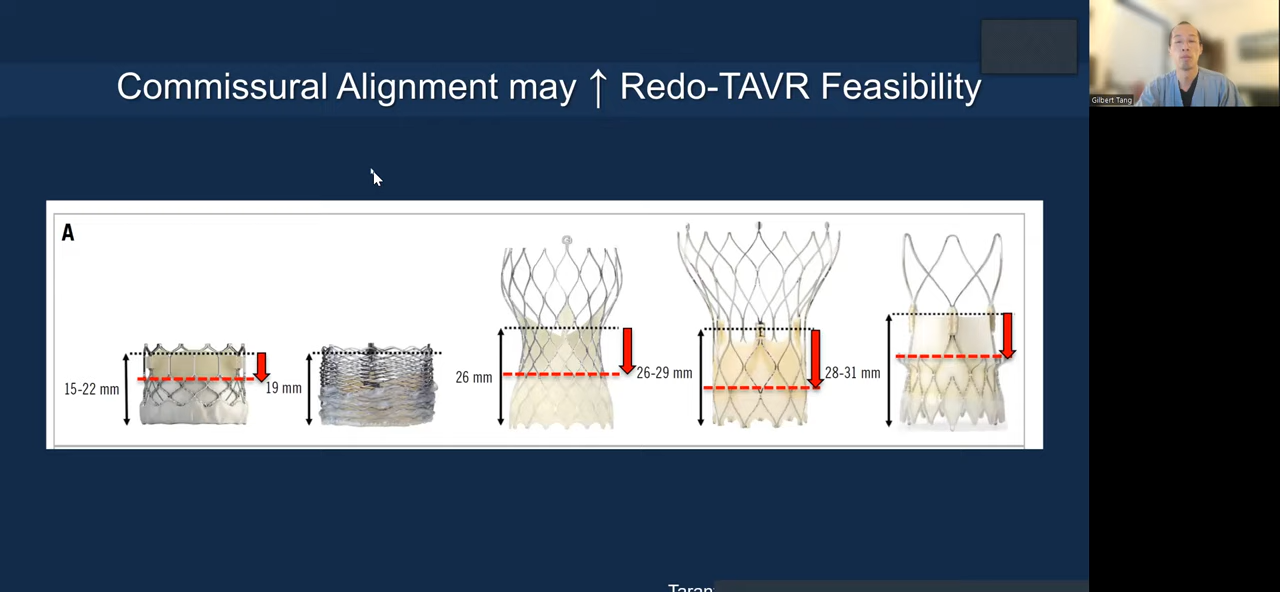 Commissural Alignment may ↑ Redo-TAVR Feasibility
Gilbert Tang
A
15-22 mm
19 mm
26 mm
26-29 mm
28-31 mm